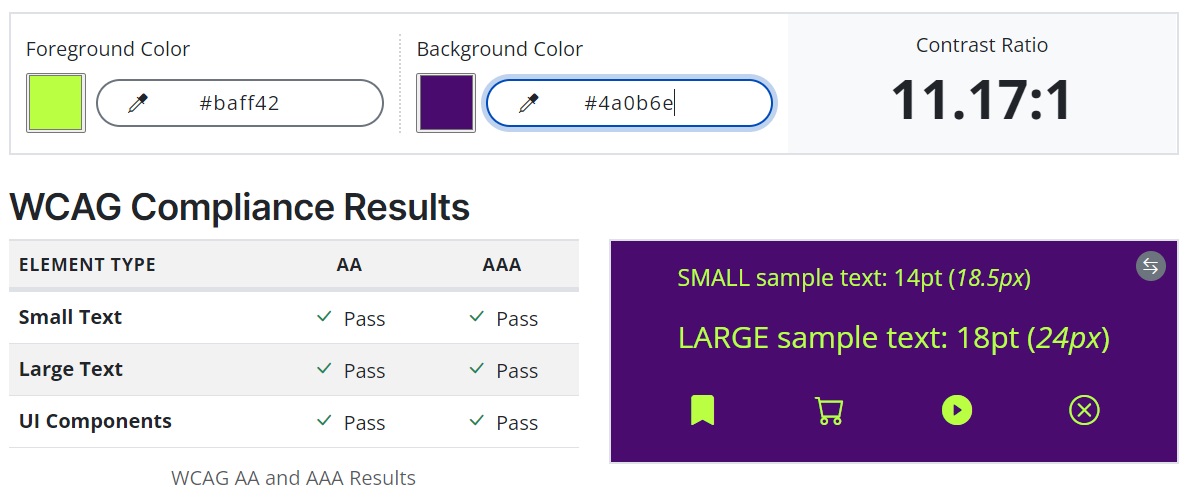 Foreground Color
#baff42
Background Color
#4a0b6e
Contrast Ratio
11.17:1
WCAG Compliance Results
ELEMENT TYPE AA AAA
Small Text Pass Pass
Large Text Pass Pass
UI Components Pass Pass
WCAG AA and AAA Results
SMALL sample text: 14pt (18.5px)
LARGE sample text: 18pt (24px)